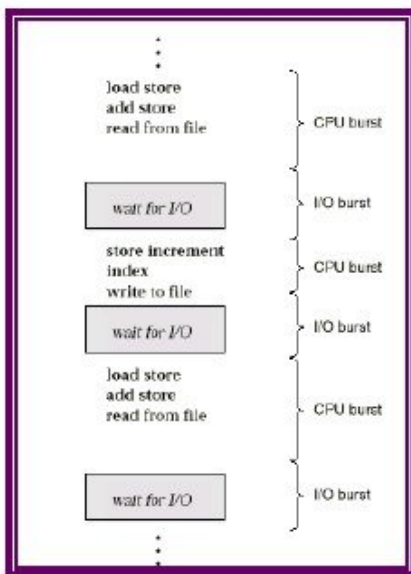 load store
add store
read from file
CPU burst
wait for I/O
I/O burst
store increment
index
write to file
CPU burst
wait for I/O
I/O burst
load store
add store
read from file
CPU burst
wait for I/O
I/O burst